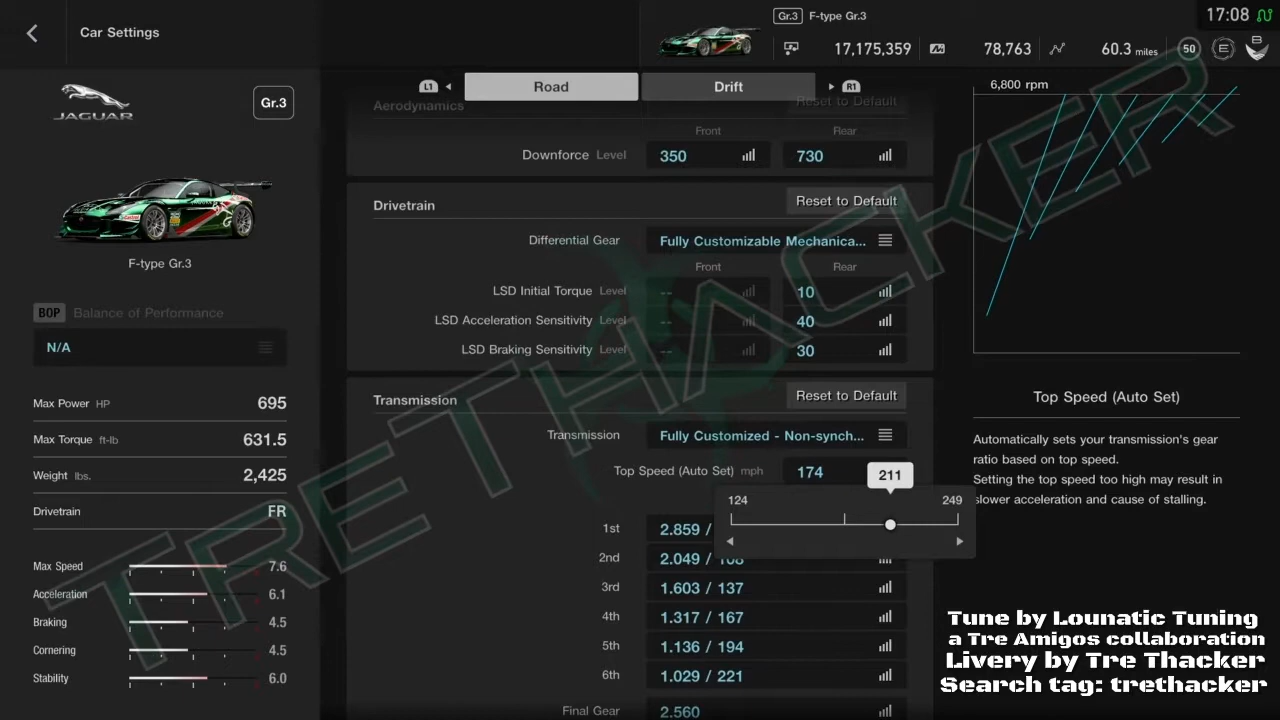 17:08
Car Settings
Gr.3 F-type Gr.3
17,175,359 78,763 60.3 miles 50 E B
L1 Road Drift R1
JAGUAR
Gr.3
F-type Gr.3
BOP Balance of Performance
N/A
Max Power HP 695
Max Torque ft-lb 631.5
Weight lbs. 2,425
Drivetrain FR
Max Speed 7.6
Acceleration 6.1
Braking 4.5
Cornering 4.5
Stability 6.0
Aerodynamics Reset to Default
Front Rear
Downforce Level 350 730
Drivetrain Reset to Default
Differential Gear Fully Customizable Mechanica...
Front Rear
LSD Initial Torque Level -- 10
LSD Acceleration Sensitivity Level -- 40
LSD Braking Sensitivity Level -- 30
Transmission Reset to Default
Transmission Fully Customized - Non-synch...
Top Speed (Auto Set) mph 174
211
124 249
1st 2.859 /
2nd 2.049 / 108
3rd 1.603 / 137
4th 1.317 / 167
5th 1.136 / 194
6th 1.029 / 221
Final Gear 2.560
6,800 rpm
Top Speed (Auto Set)
Automatically sets your transmission's gear
ratio based on top speed.
Setting the top speed too high may result in
slower acceleration and cause of stalling.
TRETHACKER
Tune by Lounatic Tuning
a Tre Amigos collaboration
Livery by Tre Thacker
Search tag: trethacker